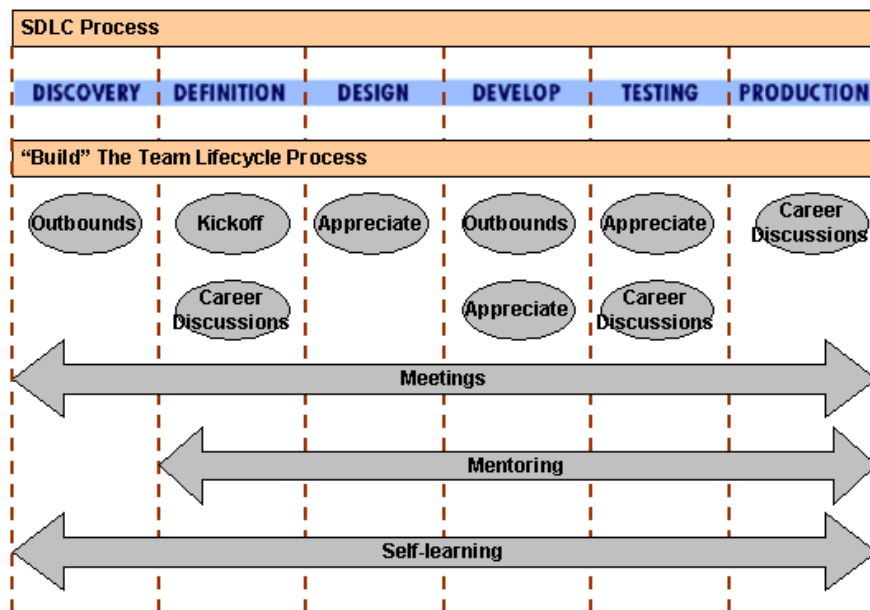 SDLC Process
DISCOVERY DEFINITION DESIGN DEVELOP TESTING PRODUCTION
“Build” The Team Lifecycle Process
Outbounds Kickoff Appreciate Outbounds Appreciate Career
Discussions
Career
Discussions Appreciate Career
Discussions
Meetings
Mentoring
Self-learning